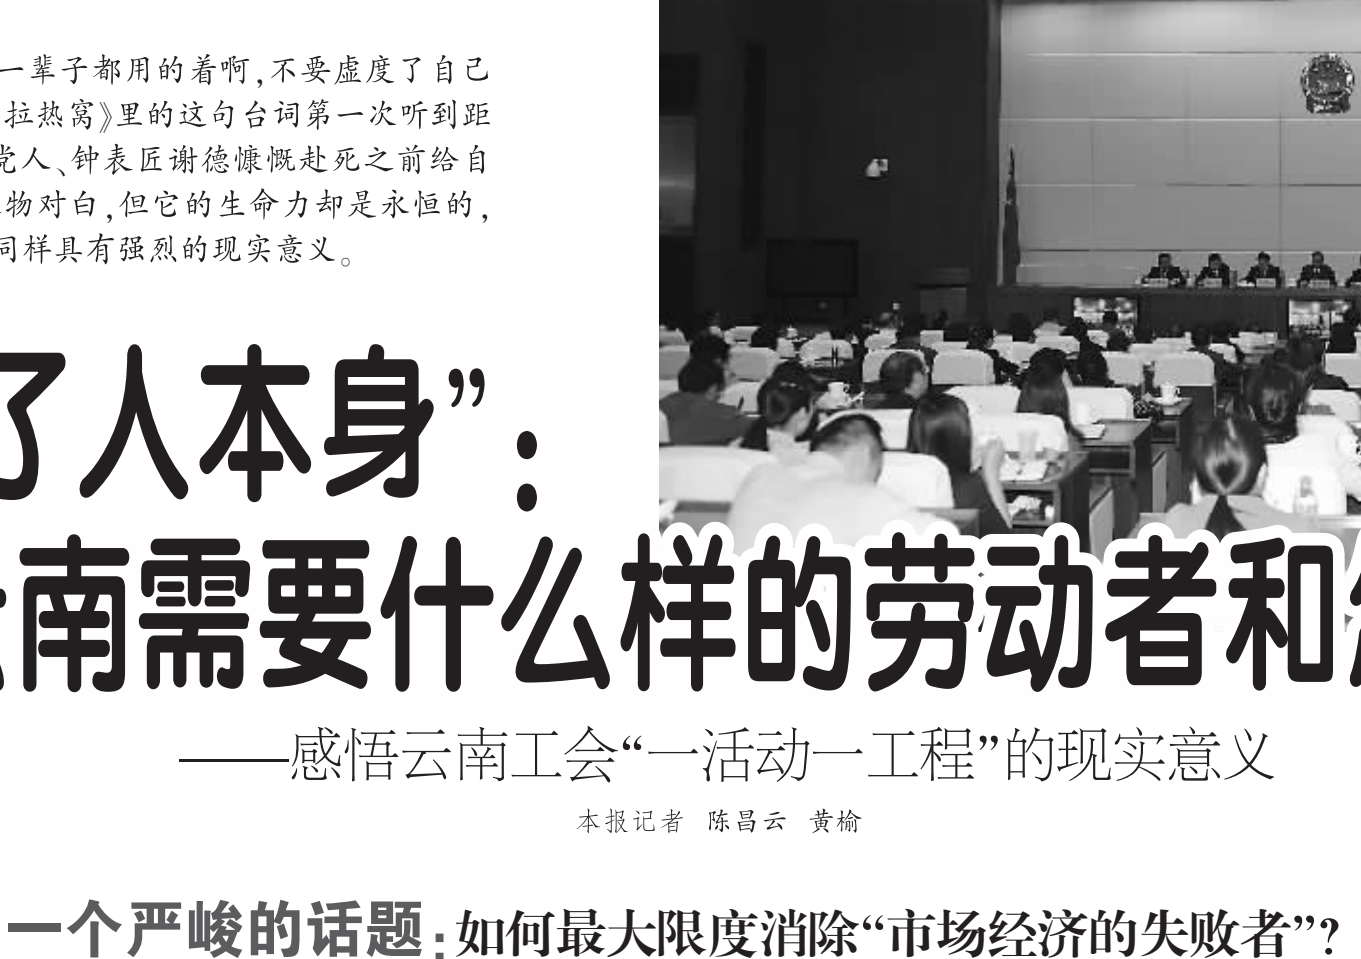 一辈子都用的着啊,不要虚度了自己
拉热窝》里的这句台词第一次听到距
党人、钟表匠谢德慷慨赴死之前给自
物对白,但它的生命力却是永恒的,
同样具有强烈的现实意义。
了人本身”:
云南需要什么样的劳动者和
——感悟云南工会“一活动一工程”的现实意义
本报记者 陈昌云 黄榆
一个严峻的话题:如何最大限度消除“市场经济的失败者”?